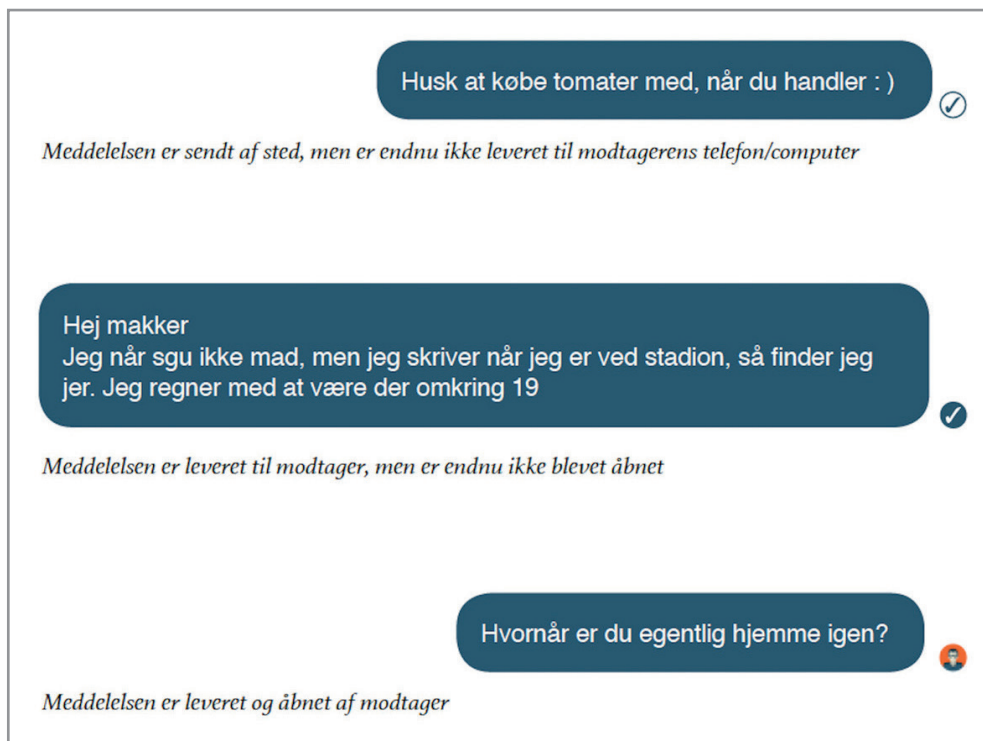 Husk at købe tomater med, når du handler : )
Meddelelsen er sendt af sted, men er endnu ikke leveret til modtagerens telefon/computer
Hej makker
Jeg når sgu ikke mad, men jeg skriver når jeg er ved stadion, så finder jeg
jer. Jeg regner med at være der omkring 19
Meddelelsen er leveret til modtager, men er endnu ikke blevet åbnet
Hvornår er du egentlig hjemme igen?
Meddelelsen er leveret og åbnet af modtager